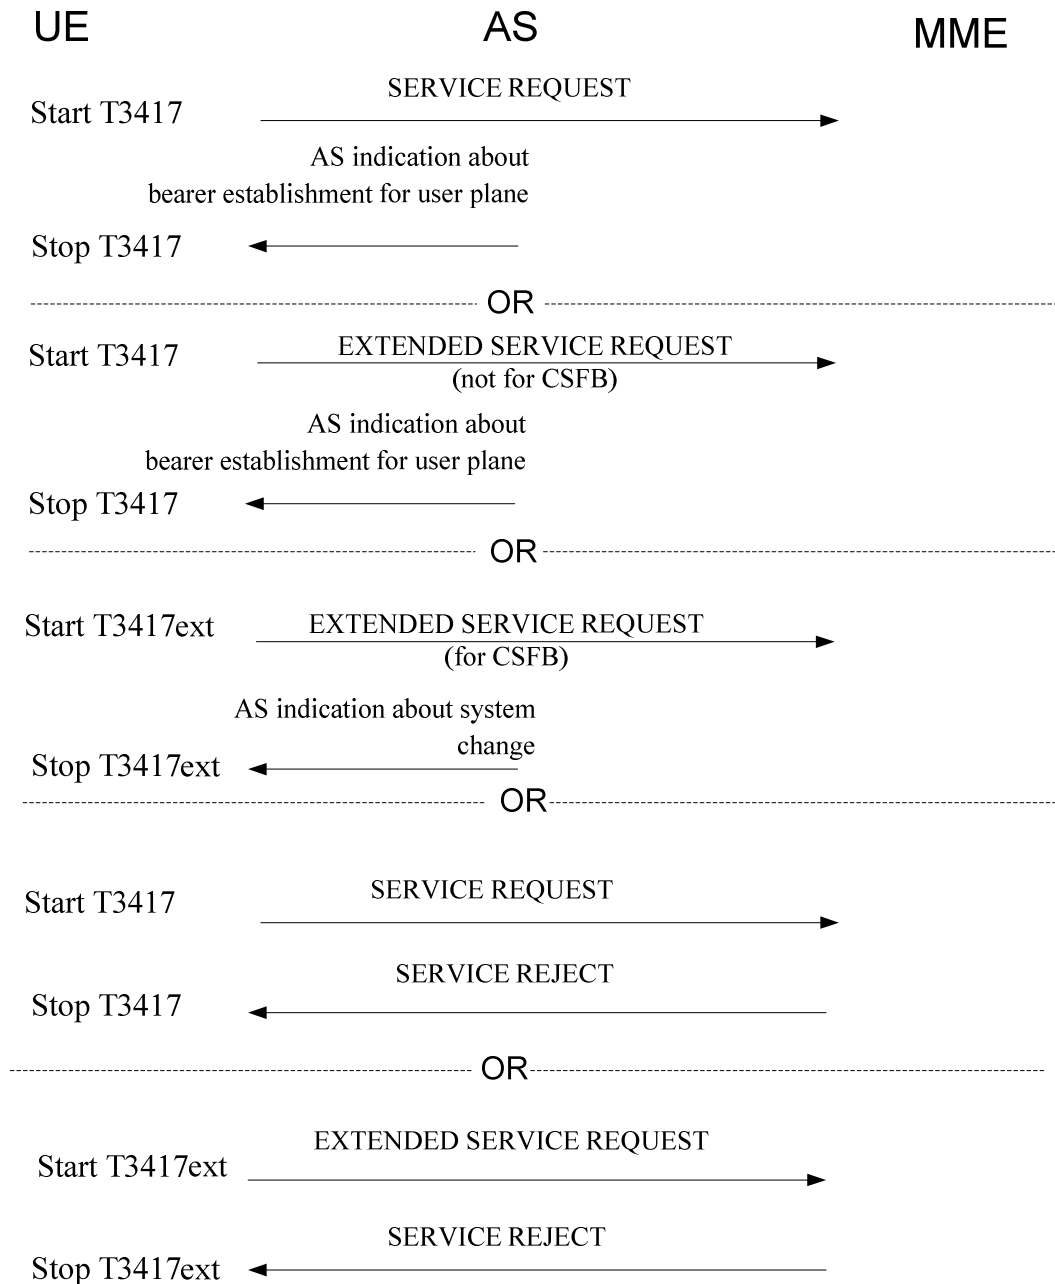 UE
AS
MME
SERVICE REQUEST
Start T3417
AS indication about
bearer establishment for user plane
Stop T3417
OR
EXTENDED SERVICE REQUEST
Start T3417
(not for CSFB)
AS indication about
bearer establishment for user plane
Stop T3417
OR
Start T3417ext
EXTENDED SERVICE REQUEST
(for CSFB)
AS indication about system
change
Stop T3417ext
OR
SERVICE REQUEST
Start T3417
SERVICE REJECT
Stop T3417
OR
EXTENDED SERVICE REQUEST
Start T3417ext
SERVICE REJECT
Stop T3417ext